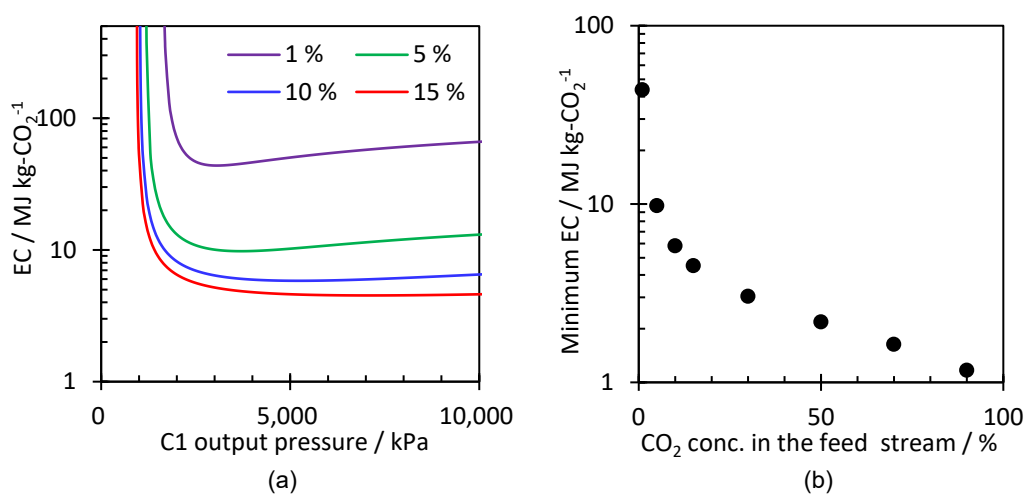 EC / MJ kg-CO₂⁻¹
100
10
1
1 %
5 %
10 %
15 %
0
5,000
10,000
C1 output pressure / kPa
(a)
Minimum EC / MJ kg-CO₂⁻¹
100
10
1
0
50
100
CO₂ conc. in the feed stream / %
(b)